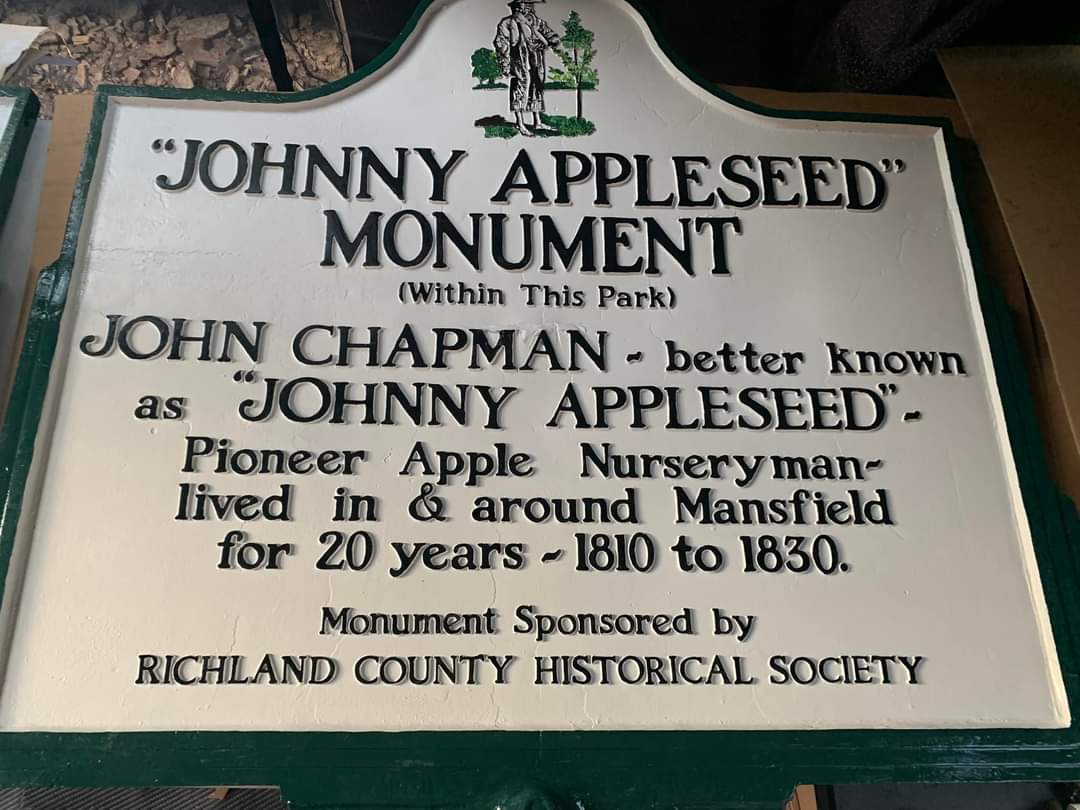 "JOHNNY APPLESEED"
MONUMENT
(Within This Park)
JOHN CHAPMAN - better known
as "JOHNNY APPLESEED"-
Pioneer Apple Nurseryman-
lived in & around Mansfield
for 20 years - 1810 to 1830.
Monument Sponsored by
RICHLAND COUNTY HISTORICAL SOCIETY